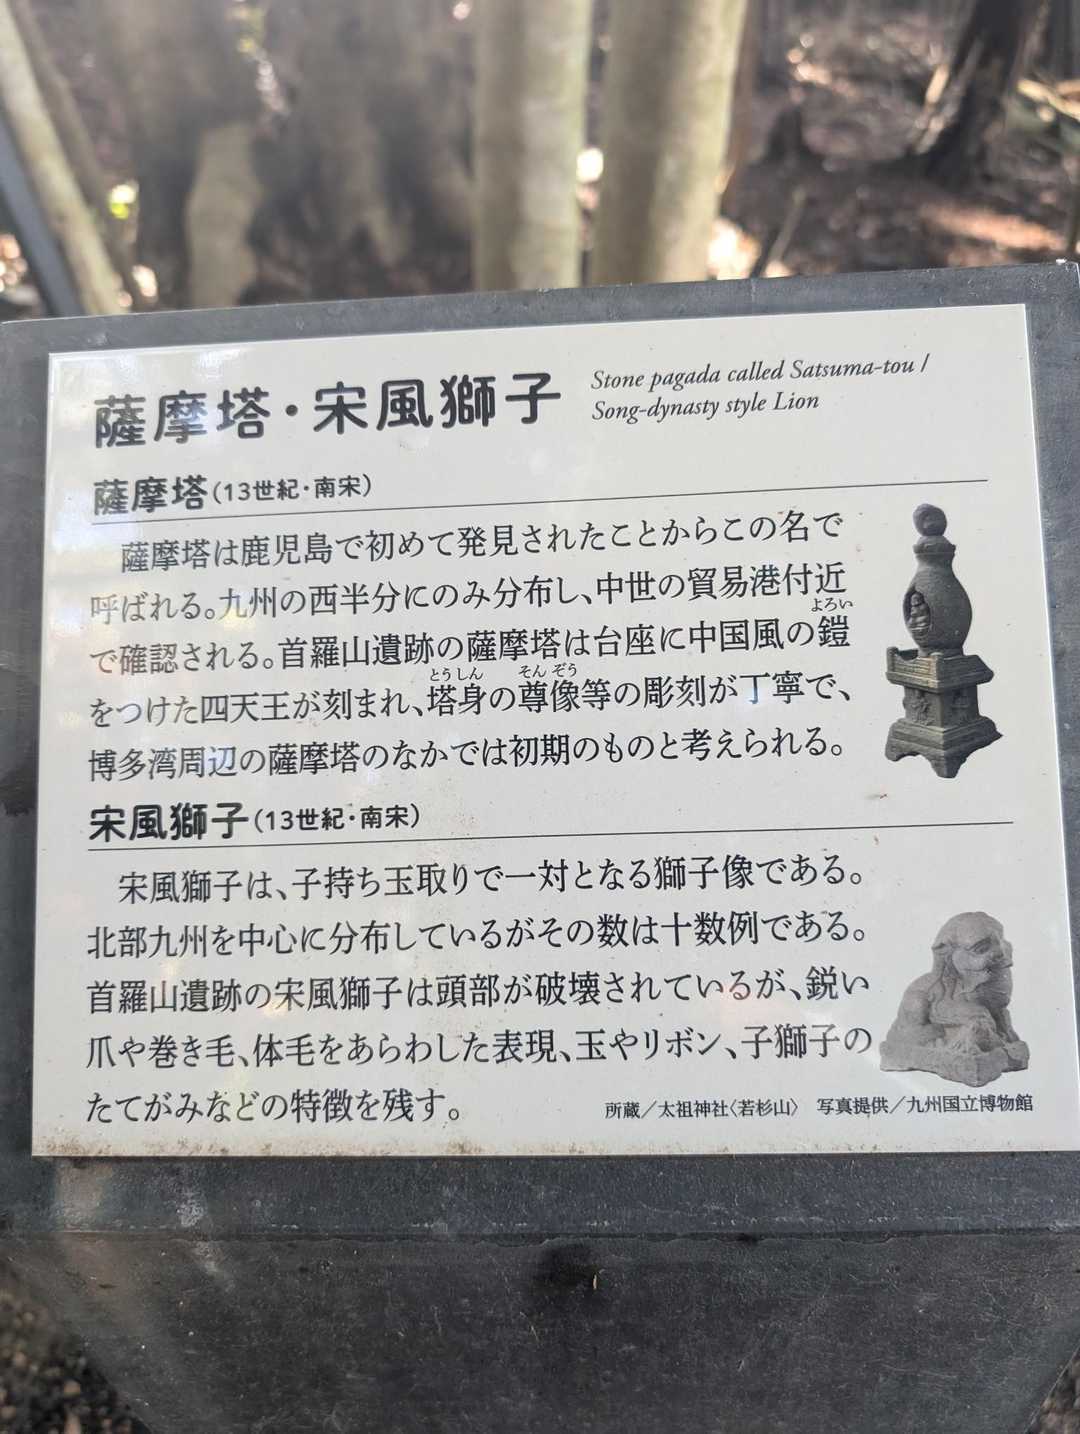 薩摩塔・宋風獅子
Stone pagada called Satsuma-tou /
Song-dynasty style Lion
薩摩塔(13世紀・南宋)
薩摩塔は鹿児島で初めて発見されたことからこの名で
呼ばれる。九州の西半分にのみ分布し、中世の貿易港付近
で確認される。首羅山遺跡の薩摩塔は台座に中国風の鎧
よろい
をつけた四天王が刻まれ、塔身の尊像等の彫刻が丁寧で、
とうしん
そんぞう
博多湾周辺の薩摩塔のなかでは初期のものと考えられる。
宋風獅子(13世紀・南宋)
宋風獅子は、子持ち玉取りで一対となる獅子像である。
北部九州を中心に分布しているがその数は十数例である。
首羅山遺跡の宋風獅子は頭部が破壊されているが、鋭い
爪や巻き毛、体毛をあらわした表現、玉やリボン、子獅子の
たてがみなどの特徴を残す。
所蔵／太祖神社〈若杉山〉 写真提供／九州国立博物館